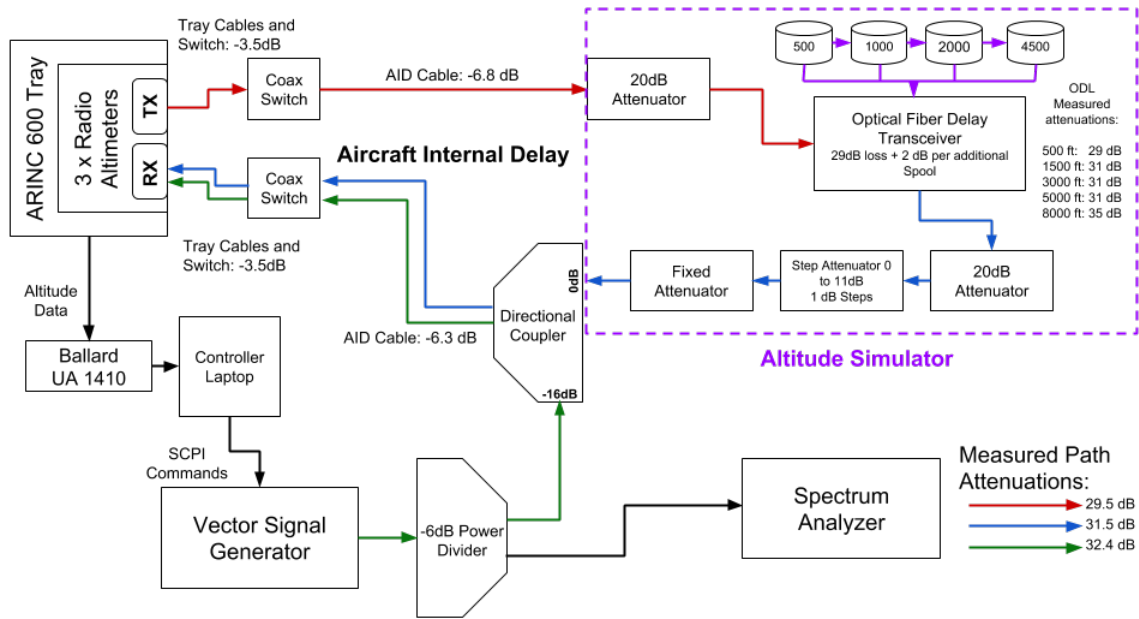 Tray Cables and
Switch: -3.5dB
ARINC 600 Tray
3 x Radio
Altimeters
TX
RX
Coax
Switch
AID Cable: -6.8 dB
20dB
Attenuator
500
1000
2000
4500
Optical Fiber Delay
Transceiver
29dB loss + 2 dB per additional
Spool
ODL
Measured
attenuations:
500 ft: 29 dB
1500 ft: 31 dB
3000 ft: 31 dB
5000 ft: 31 dB
8000 ft: 35 dB
Aircraft Internal Delay
Coax
Switch
Tray Cables and
Switch: -3.5dB
Altitude
Data
AID Cable: -6.3 dB
Directional
Coupler
0dB
-16dB
Fixed
Attenuator
Step Attenuator 0
to 11dB
1 dB Steps
20dB
Attenuator
Altitude Simulator
Ballard
UA 1410
Controller
Laptop
SCPI
Commands
Vector Signal
Generator
-6dB Power
Divider
Spectrum
Analyzer
Measured Path
Attenuations:
29.5 dB
31.5 dB
32.4 dB